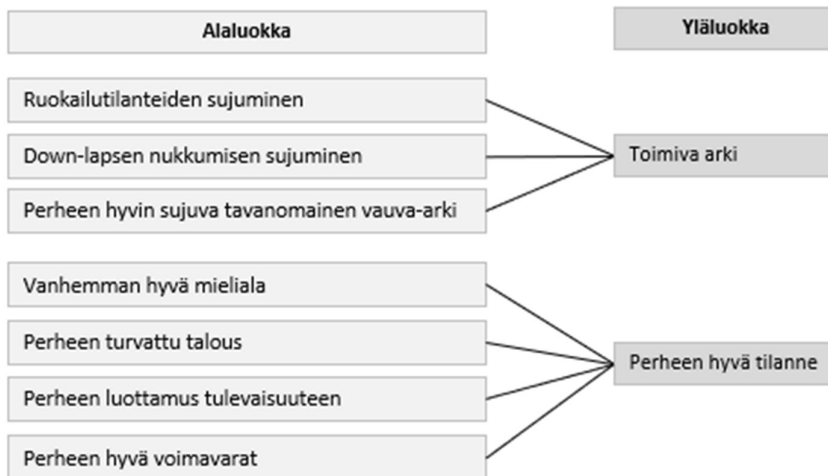 Alaluokka
Yläluokka
Ruokailutilanteiden sujuminen
Down-lapsen nukkumisen sujuminen
Perheen hyvin sujuva tavanomainen vauva-arki
Toimiva arki
Vanhemman hyvä mieliala
Perheen turvattu talous
Perheen luottamus tulevaisuuteen
Perheen hyvä voimavarat
Perheen hyvä tilanne